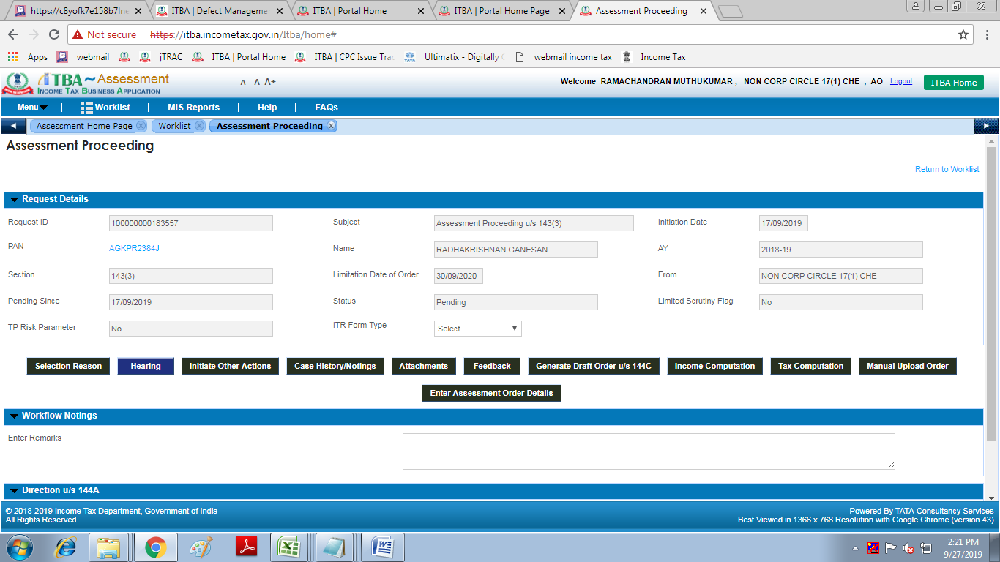 https://c8yofk7e158b7lne
ITBA | Defect Manageme
ITBA | Portal Home
ITBA | Portal Home Page
Assessment Proceeding
Not secure | https://itba.incometax.gov.in/Itba/home#
Apps webmail jTRAC ITBA | Portal Home ITBA | CPC Issue Trac TATA Ultimatix - Digitally webmail income tax Income Tax
ITBA ~ Assessment
INCOME TAX BUSINESS APPLICATION
A- A A+
Welcome RAMACHANDRAN MUTHUKUMAR , NON CORP CIRCLE 17(1) CHE , AO Logout ITBA Home
Menu | Worklist | MIS Reports | Help | FAQs
Assessment Home Page Worklist Assessment Proceeding
Assessment Proceeding
Return to Worklist
Request Details
Request ID 100000000183557 Subject Assessment Proceeding u/s 143(3) Initiation Date 17/09/2019
PAN AGKPR2384J Name RADHAKRISHNAN GANESAN AY 2018-19
Section 143(3) Limitation Date of Order 30/09/2020 From NON CORP CIRCLE 17(1) CHE
Pending Since 17/09/2019 Status Pending Limited Scrutiny Flag No
TP Risk Parameter No ITR Form Type Select
Selection Reason Hearing Initiate Other Actions Case History/Notings Attachments Feedback Generate Draft Order u/s 144C Income Computation Tax Computation Manual Upload Order
Enter Assessment Order Details
Workflow Notings
Enter Remarks
Direction u/s 144A
© 2018-2019 Income Tax Department, Government of India
All Rights Reserved
Powered By TATA Consultancy Services
Best Viewed in 1366 x 768 Resolution with Google Chrome (version 43)
2:21 PM
9/27/2019